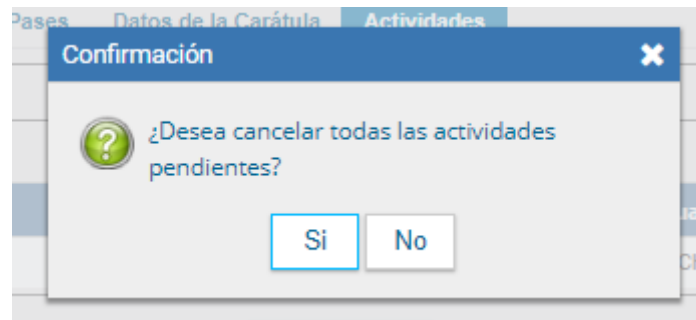 Pases Datos de la Carátula Actividades
Confirmación
¿Desea cancelar todas las actividades
pendientes?
Si No